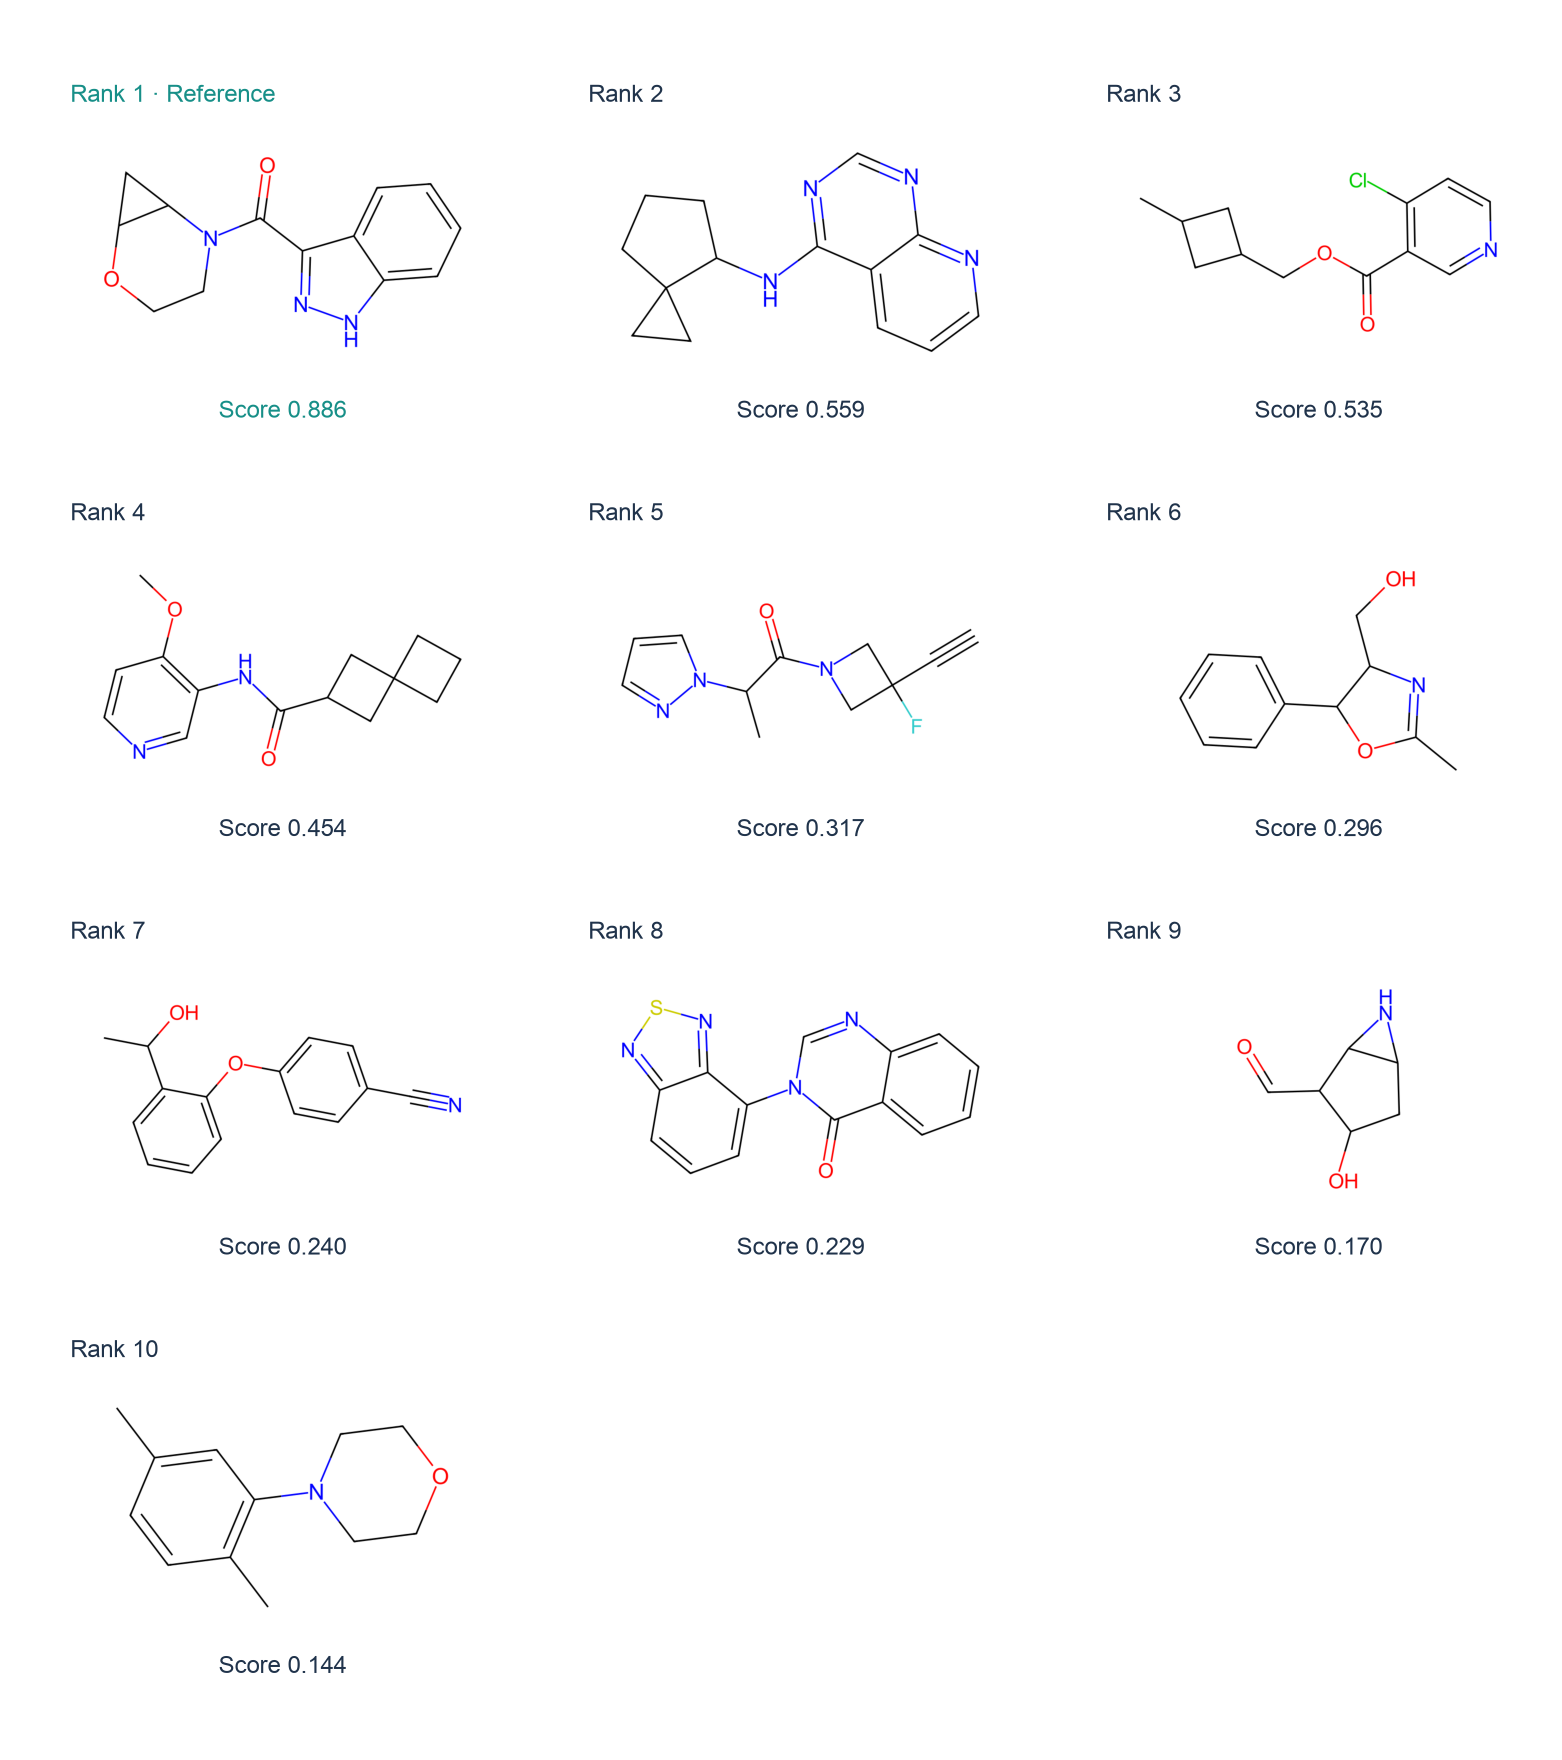 Rank 1 · Reference
Rank 2
Rank 3
O
N
O
N
N
H
N
N
N
N
H
Cl
N
O
O
Score 0.886
Score 0.559
Score 0.535
Rank 4
Rank 5
Rank 6
O
H
N
N
O
O
N
N
N
F
OH
N
O
Score 0.454
Score 0.317
Score 0.296
Rank 7
Rank 8
Rank 9
OH
O
N
S
N
N
N
N
O
H
N
O
OH
Score 0.240
Score 0.229
Score 0.170
Rank 10
N
O
Score 0.144